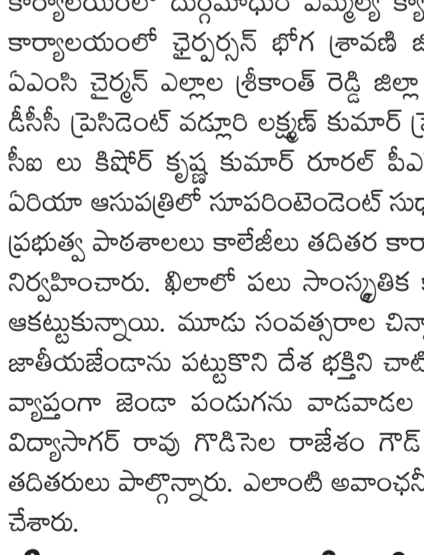 కార్యాలయంలో దుర్గమాధురి ఎమ్మెల్య
కార్యాలయంలో ఛైర్పర్సన్ భోగ శ్రావణి
ఏఎంసి చైర్మన్ ఎల్లాల శ్రీకాంత్ రెడ్డి జిల్లా
డీసీసీ ప్రెసిడెంట్ వడ్లూరి లక్ష్మణ్ కుమార్
సీఐ లు కిషోర్ కృష్ణ కుమార్ రూరల్ పీఎ
ఏరియా ఆసుపత్రిలో సూపరింటెండెంట్
ప్రభుత్వ పాఠశాలలు కాలేజీలు తదితర కార
నిర్వహించారు. ఖిలాలో పలు సాంస్కృతిక
ఆకట్టుకున్నాయి. మూడు సంవత్సరాల చిన్నా
జాతీయజేండాను పట్టుకొని దేశ భక్తిని చాటి
వ్యాప్తంగా జెండా పండుగను వాడవాడల
విద్యాసాగర్ రావు గొడిసెల రాజేశం గౌడ్
తదితరులు పాల్గొన్నారు. ఎలాంటి అవాంఛనీ
చేశారు.